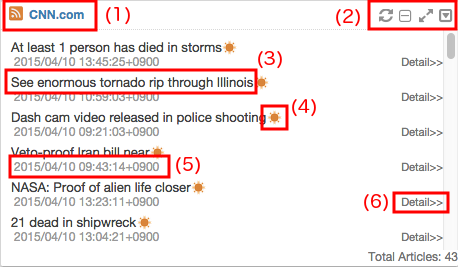 (1)
CNN.com
(2)
At least 1 person has died in storms
2015/04/10 13:45:25+0900 Detail>>
(3)
See enormous tornado rip through Illinois
2015/04/10 10:59:03+0900 Detail>>
(4)
Dash cam video released in police shooting
2015/04/10 09:21:03+0900 Detail>>
Veto-proof Iran bill near
(5)
2015/04/10 09:43:14+0900 Detail>>
NASA: Proof of alien life closer
2015/04/10 13:23:11+0900 (6) Detail>>
21 dead in shipwreck
2015/04/10 13:04:21+0900 Detail>>
Total Articles: 43